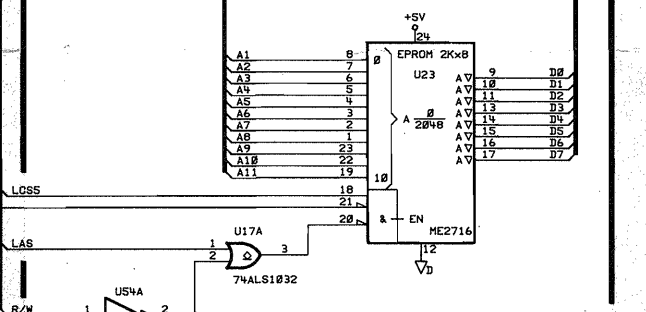 +5V
24
EPROM 2Kx8
U23
A1 8 0
A2 7
A3 6
A4 5
A5 4
A6 3
A7 2
A8 1
A9 23
A10 22
A11 19 10
A 0
2048
A 9 D0
A 10 D1
A 11 D2
A 13 D3
A 14 D4
A 15 D5
A 16 D6
A 17 D7
LCS5 18
21
20 & EN
ME2716
12
D
U17A
LAS 1
2
3
74ALS1032
U54A
R/W 1 2